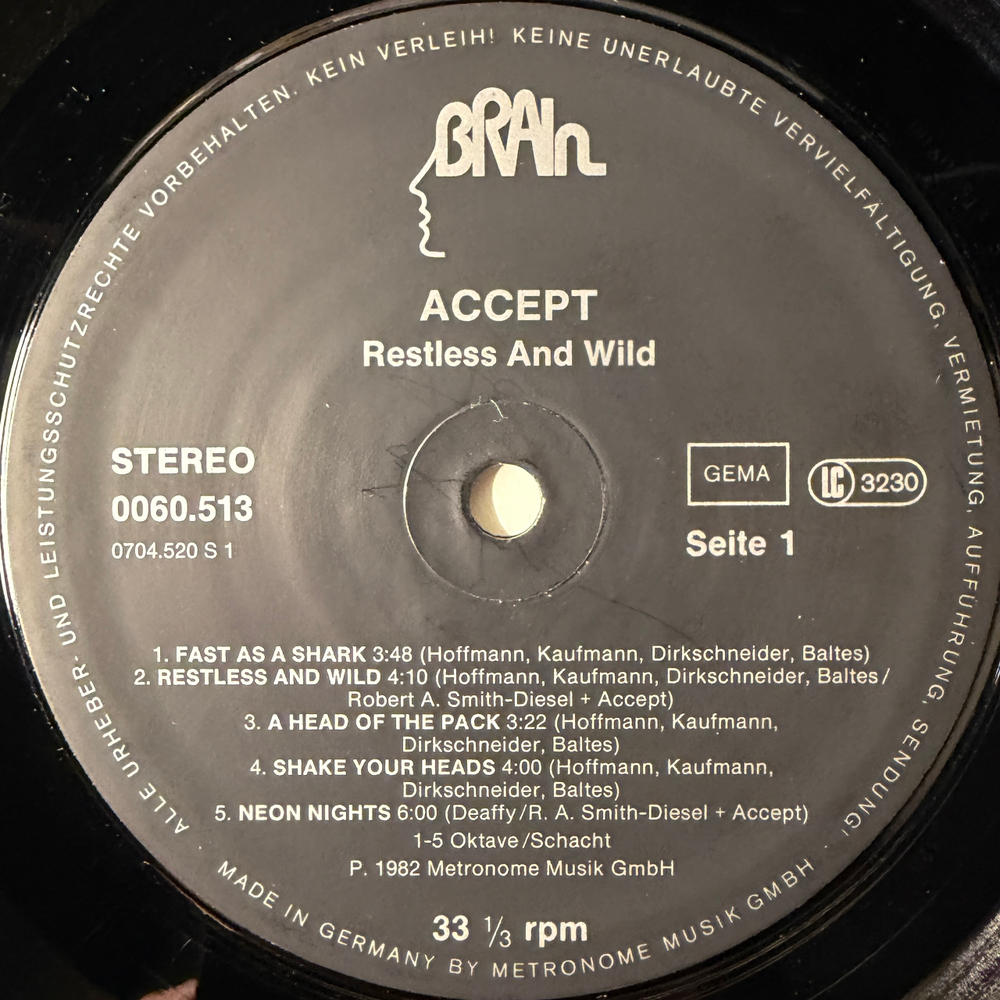 ALLE URHEBER- UND LEISTUNGSSCHUTZRECHTE VORBEHALTEN. KEIN VERLEIH! KEINE UNERLAUBTE VERVIELFÄLTIGUNG, VERMIETUNG, AUFFÜHRUNG, SENDUNG!
BRAIn
ACCEPT
Restless And Wild
STEREO
0060.513
0704.520 S 1
GEMA
LC 3230
Seite 1
1. FAST AS A SHARK 3:48 (Hoffmann, Kaufmann, Dirkschneider, Baltes)
2. RESTLESS AND WILD 4:10 (Hoffmann, Kaufmann, Dirkschneider, Baltes/
Robert A. Smith-Diesel + Accept)
3. A HEAD OF THE PACK 3:22 (Hoffmann, Kaufmann,
Dirkschneider, Baltes)
4. SHAKE YOUR HEADS 4:00 (Hoffmann, Kaufmann,
Dirkschneider, Baltes)
5. NEON NIGHTS 6:00 (Deaffy/R. A. Smith-Diesel + Accept)
1-5 Oktave/Schacht
P. 1982 Metronome Musik GmbH
33 1/3 rpm
MADE IN GERMANY BY METRONOME MUSIK GMBH